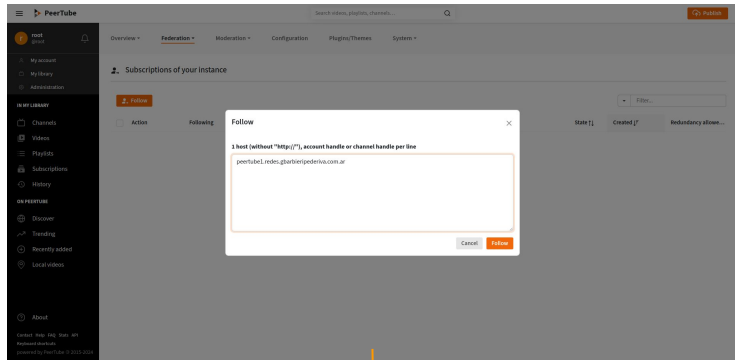 PeerTube
Search videos, playlists, channels…
Publish
root
@root
My account
My library
Administration
IN MY LIBRARY
Channels
Videos
Playlists
Subscriptions
History
ON PEERTUBE
Discover
Trending
Recently added
Local videos
About
Contact Help FAQ Stats API
Keyboard shortcuts
powered by PeerTube © 2015-2024
Overview
Federation
Moderation
Configuration
Plugins/Themes
System
Subscriptions of your instance
Follow
Filter...
Action Following State Created Redundancy allowe...
Follow
1 host (without "http://"), account handle or channel handle per line
peertube1.redes.gbarbieripederiva.com.ar
Cancel Follow